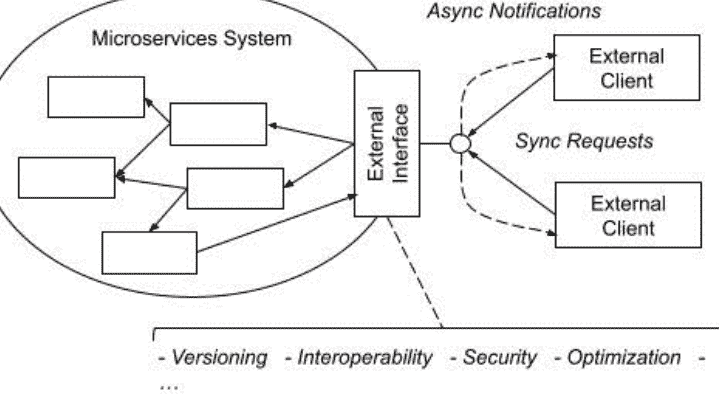 Async Notifications
Microservices System
External
Client
External
Interface
Sync Requests
External
Client
- Versioning - Interoperability - Security - Optimization -
...